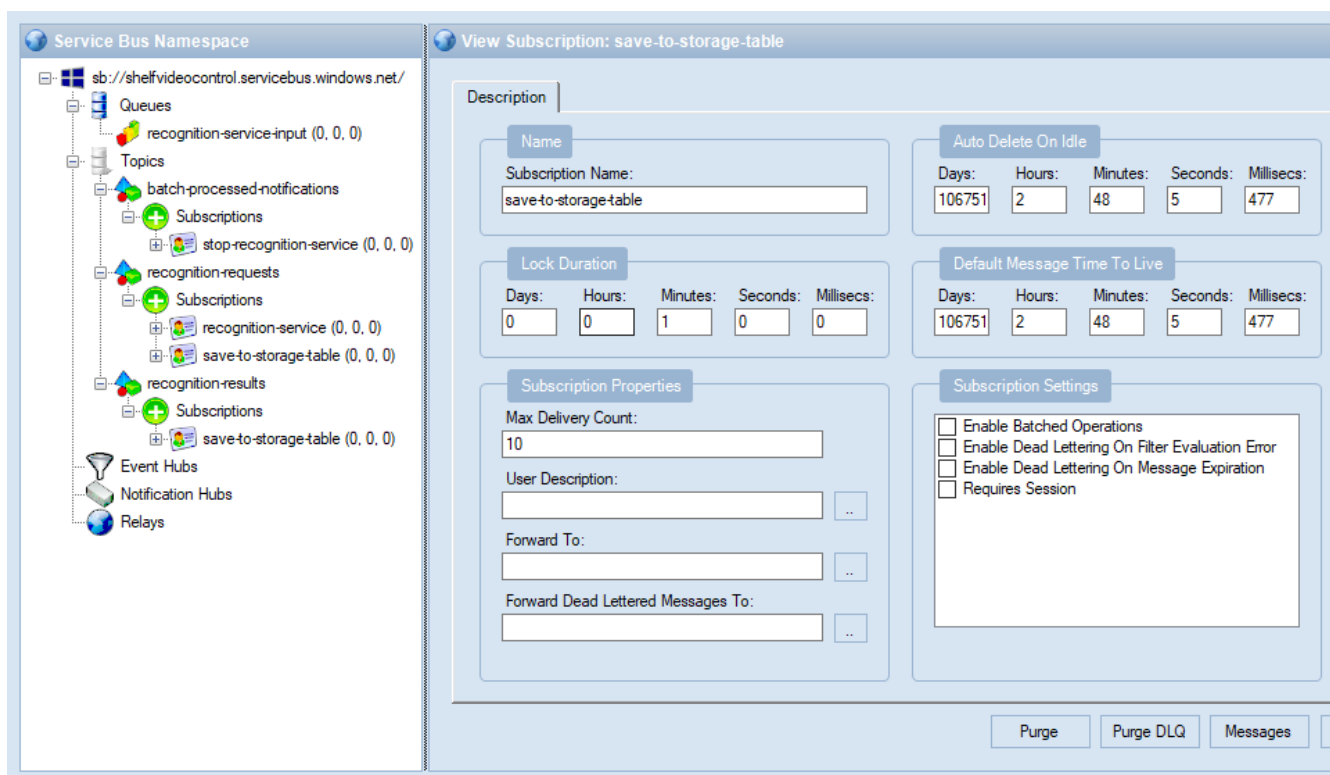 Service Bus Namespace
sb://shelfvideocontrol.servicebus.windows.net/
Queues
recognition-service-input (0, 0, 0)
Topics
batch-processed-notifications
Subscriptions
stop-recognition-service (0, 0, 0)
recognition-requests
Subscriptions
recognition-service (0, 0, 0)
save-to-storage-table (0, 0, 0)
recognition-results
Subscriptions
save-to-storage-table (0, 0, 0)
Event Hubs
Notification Hubs
Relays
View Subscription: save-to-storage-table
Description
Name
Subscription Name:
save-to-storage-table
Auto Delete On Idle
Days: Hours: Minutes: Seconds: Millisecs:
106751 2 48 5 477
Lock Duration
Days: Hours: Minutes: Seconds: Millisecs:
0 0 1 0 0
Default Message Time To Live
Days: Hours: Minutes: Seconds: Millisecs:
106751 2 48 5 477
Subscription Properties
Max Delivery Count:
10
User Description:
..
Forward To:
..
Forward Dead Lettered Messages To:
..
Subscription Settings
Enable Batched Operations
Enable Dead Lettering On Filter Evaluation Error
Enable Dead Lettering On Message Expiration
Requires Session
Purge Purge DLQ Messages